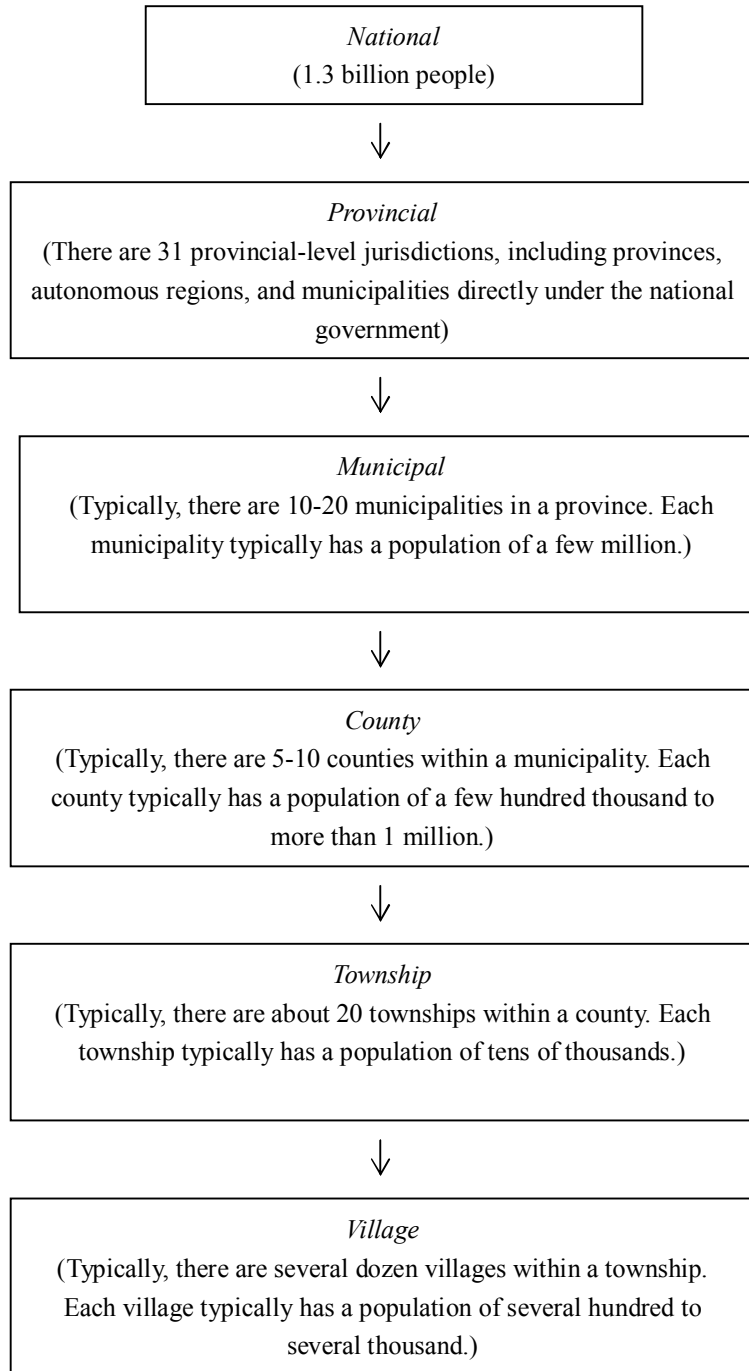 National
(1.3 billion people)
Provincial
(There are 31 provincial-level jurisdictions, including provinces,
autonomous regions, and municipalities directly under the national
government)
Municipal
(Typically, there are 10-20 municipalities in a province. Each
municipality typically has a population of a few million.)
County
(Typically, there are 5-10 counties within a municipality. Each
county typically has a population of a few hundred thousand to
more than 1 million.)
Township
(Typically, there are about 20 townships within a county. Each
township typically has a population of tens of thousands.)
Village
(Typically, there are several dozen villages within a township.
Each village typically has a population of several hundred to
several thousand.)